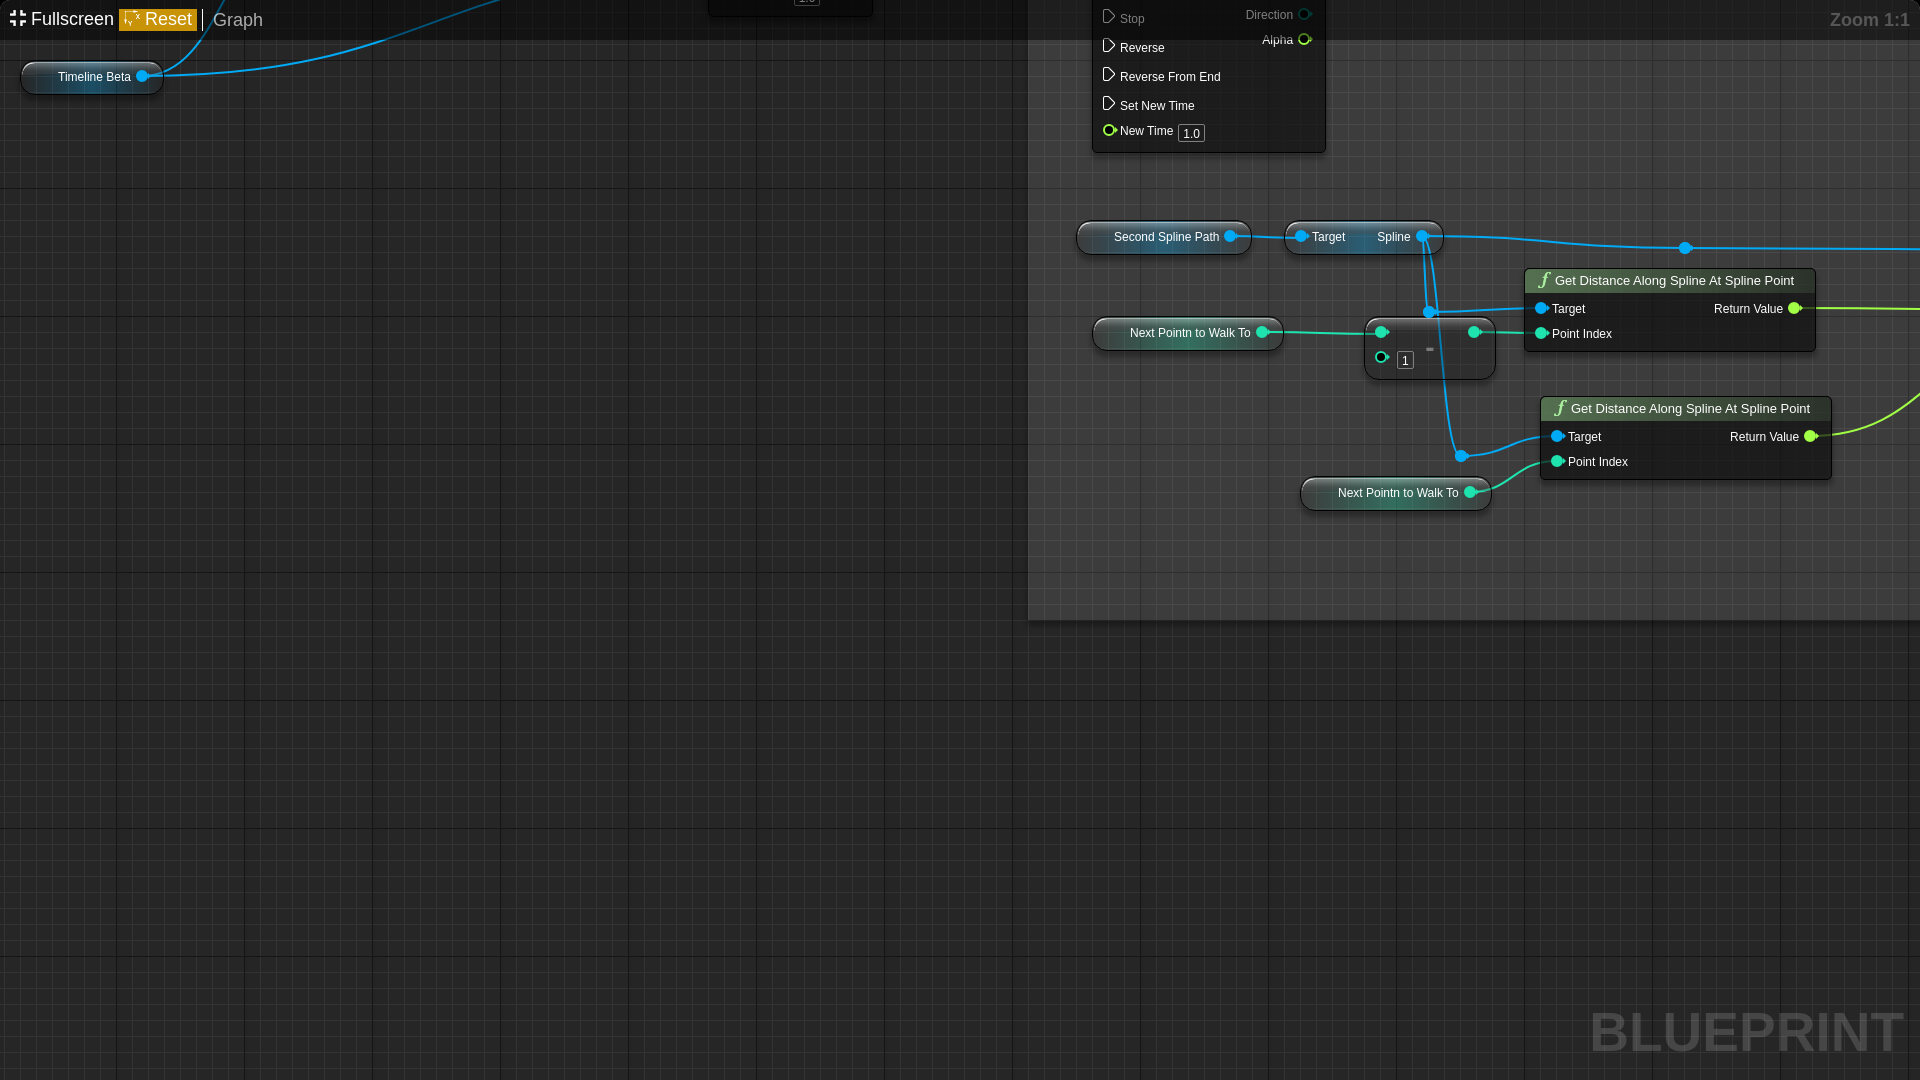 Fullscreen Reset Graph
Zoom 1:1
1.0
Stop
Direction
Reverse
Alpha
Reverse From End
Set New Time
New Time 1.0
Timeline Beta
Second Spline Path
Target Spline
Get Distance Along Spline At Spline Point
Target Return Value
Point Index
Next Pointn to Walk To
-
1
Get Distance Along Spline At Spline Point
Target Return Value
Point Index
Next Pointn to Walk To
BLUEPRINT